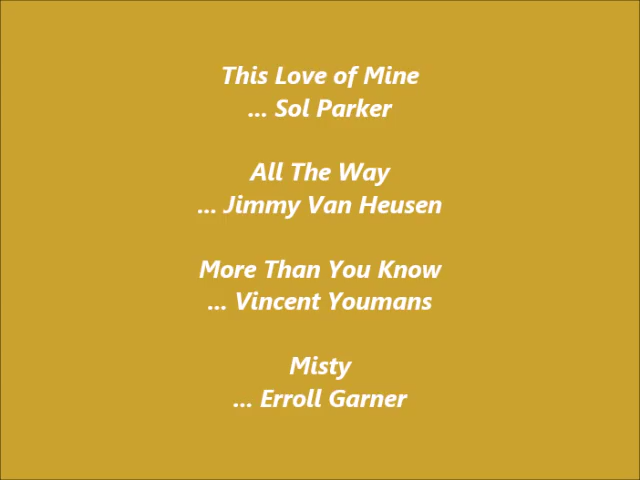 This Love of Mine
... Sol Parker
All The Way
... Jimmy Van Heusen
More Than You Know
... Vincent Youmans
Misty
... Erroll Garner